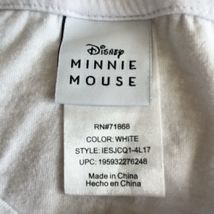 Disney
MINNIE
MOUSE
RN#71868
COLOR: WHITE
STYLE: IESJCQ1-4L17
UPC: 195932276248
Made in China
Hecho en China